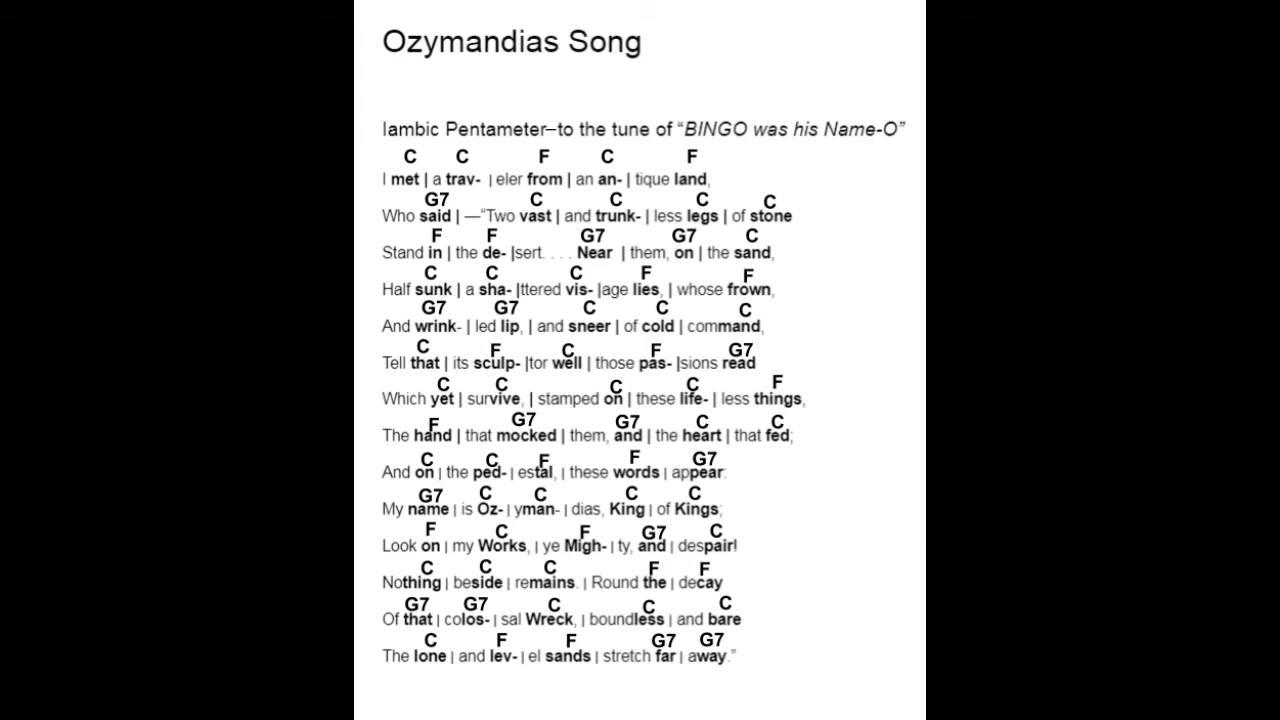 Ozymandias Song
Iambic Pentameter–to the tune of “BINGO was his Name-O”
C C F C F
I met | a trav- | eler from | an an- | tique land,
G7 C C C C
Who said | —“Two vast | and trunk- | less legs | of stone
F F G7 G7 C
Stand in | the de- |sert. . . . Near | them, on | the sand,
C C C F F
Half sunk | a sha- |ttered vis- |age lies, | whose frown,
G7 G7 C C C
And wrink- | led lip, | and sneer | of cold | command,
C F C F G7
Tell that | its sculp- |tor well | those pas- |sions read
C C C C F
Which yet | survive, | stamped on | these life- | less things,
F G7 G7 C C
The hand | that mocked | them, and | the heart | that fed;
C C F F G7
And on | the ped- | estal, | these words | appear:
G7 C C C C
My name | is Oz- | yman- | dias, King | of Kings;
F C F G7 C
Look on | my Works, | ye Migh- | ty, and | despair!
C C C F F
Nothing | beside | remains. | Round the | decay
G7 G7 C C C
Of that | colos- | sal Wreck, | boundless | and bare
C F F G7 G7
The lone | and lev- | el sands | stretch far | away.”